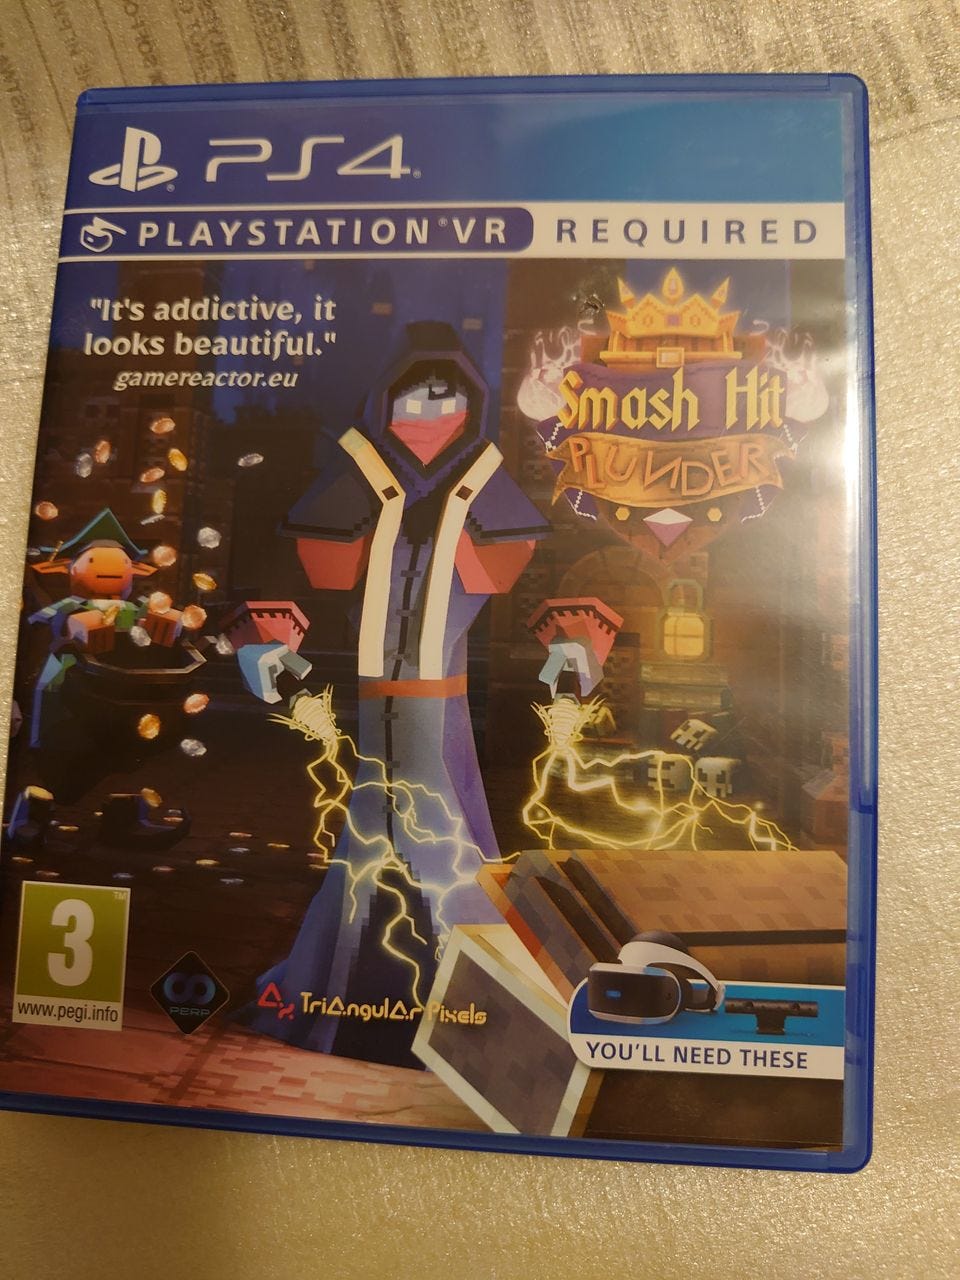 PS4
PLAYSTATION®VR REQUIRED
"It's addictive, it
looks beautiful."
gamereactor.eu
Smash Hit
PLUNDER
3
™
www.pegi.info
PERP
TriAngulAr Pixels
YOU'LL NEED THESE